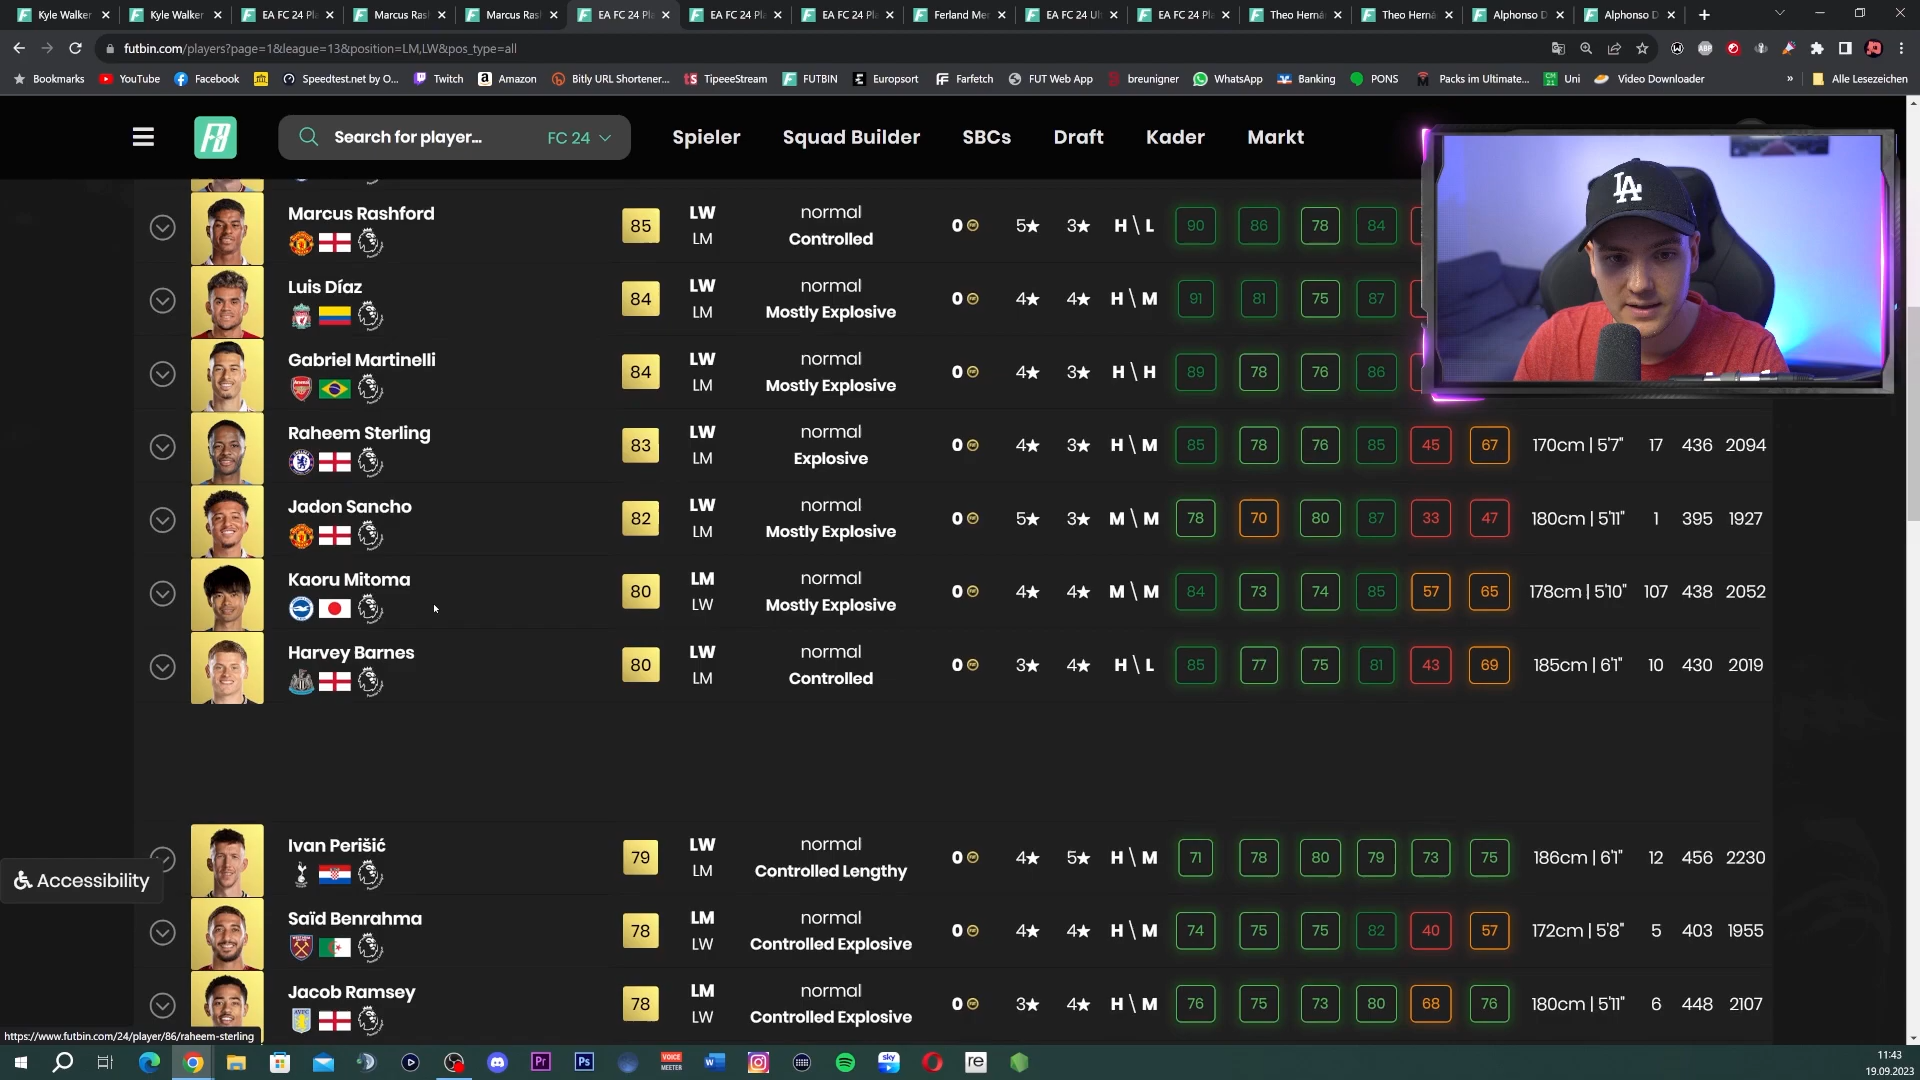 Kyle Walker
Kyle Walker
EA FC 24 Pl
Marcus Ras
Marcus Ras
EA FC 24 Pl
EA FC 24 Pl
EA FC 24 Pl
Ferland Me
EA FC 24 Ul
EA FC 24 Pl
Theo Herná
Theo Herná
Alphonso D
Alphonso D
futbin.com/players?page=1&league=13&position=LM,LW&pos_type=all
Bookmarks YouTube Facebook Speedtest.net by O... Twitch Amazon Bitly URL Shortener... TipeeeStream FUTBIN Europsort Farfetch FUT Web App breunigner WhatsApp Banking PONS Packs im Ultimate... Uni Video Downloader » Alle Lesezeichen
Search for player... FC 24 Spieler Squad Builder SBCs Draft Kader Markt
Marcus Rashford 85 LW LM normal Controlled 0 5★ 3★ H \ L 90 86 78 84
Luis Díaz 84 LW LM normal Mostly Explosive 0 4★ 4★ H \ M 91 81 75 87
Gabriel Martinelli 84 LW LM normal Mostly Explosive 0 4★ 3★ H \ H 89 78 76 86
Raheem Sterling 83 LW LM normal Explosive 0 4★ 3★ H \ M 85 78 76 85 45 67 170cm | 5'7" 17 436 2094
Jadon Sancho 82 LW LM normal Mostly Explosive 0 5★ 3★ M \ M 78 70 80 87 33 47 180cm | 5'11" 1 395 1927
Kaoru Mitoma 80 LM LW normal Mostly Explosive 0 4★ 4★ M \ M 84 73 74 85 57 65 178cm | 5'10" 107 438 2052
Harvey Barnes 80 LW LM normal Controlled 0 3★ 4★ H \ L 85 77 75 81 43 69 185cm | 6'1" 10 430 2019
Ivan Perišić 79 LW LM normal Controlled Lengthy 0 4★ 5★ H \ M 71 78 80 79 73 75 186cm | 6'1" 12 456 2230
Accessibility
Saïd Benrahma 78 LM LW normal Controlled Explosive 0 4★ 4★ H \ M 74 75 75 82 40 57 172cm | 5'8" 5 403 1955
Jacob Ramsey 78 LM LW normal Controlled Explosive 0 3★ 4★ H \ M 76 75 73 80 68 76 180cm | 5'11" 6 448 2107
https://www.futbin.com/24/player/86/raheem-sterling
LA
11:43
19.09.2023